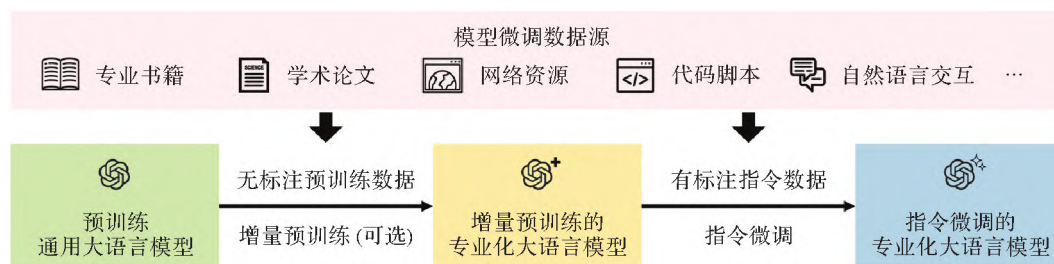 模型微调数据源
专业书籍
SCIENCE
学术论文
网络资源
</>
代码脚本
自然语言交互
…
无标注预训练数据
有标注指令数据
预训练
通用大语言模型
增量预训练(可选)
增量预训练的
专业化大语言模型
指令微调
指令微调的
专业化大语言模型